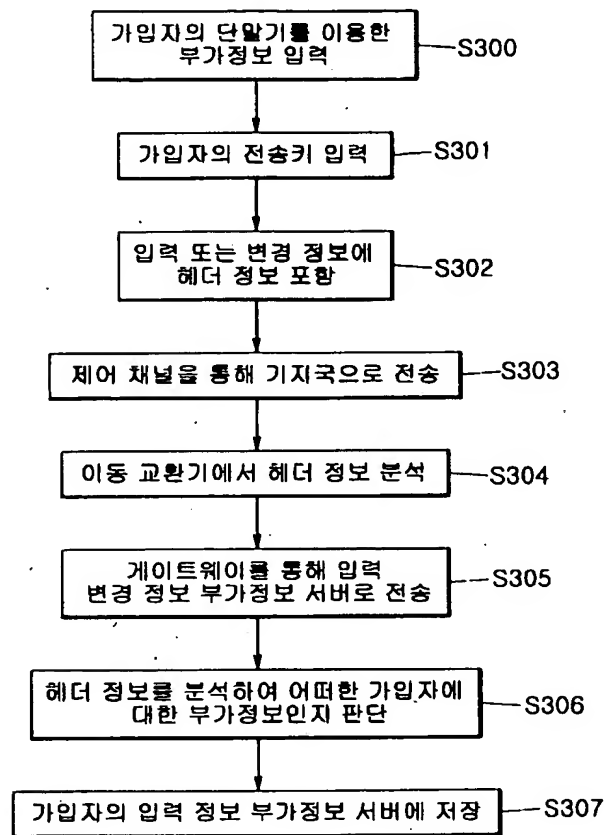 가입자의 단말기를 이용한
부가정보 입력
S300
가입자의 전송키 입력
S301
입력 또는 변경 정보에
헤더 정보 포함
S302
제어 채널을 통해 기지국으로 전송
S303
이동 교환기에서 헤더 정보 분석
S304
게이트웨이를 통해 입력
변경 정보 부가정보 서버로 전송
S305
헤더 정보를 분석하여 어떠한 가입자에
대한 부가정보인지 판단
S306
가입자의 입력 정보 부가정보 서버에 저장
S307